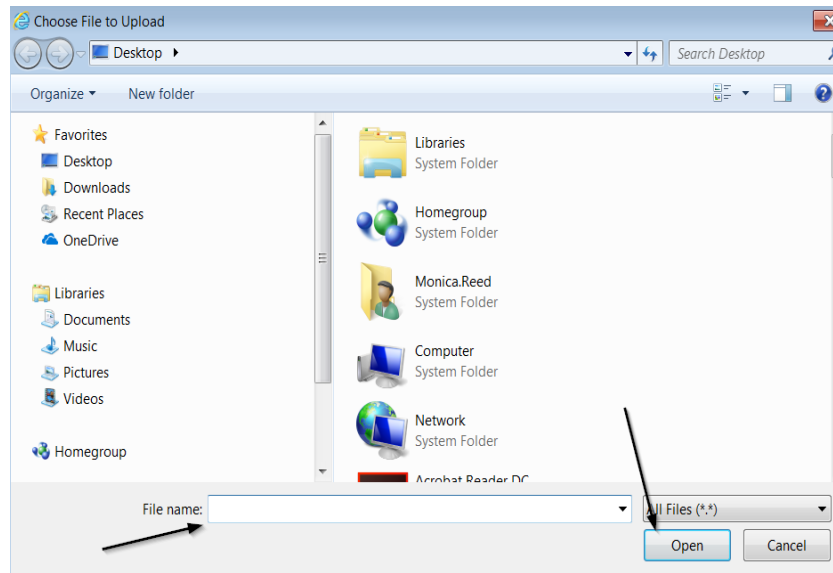 Choose File to Upload
Desktop
Search Desktop
Organize
New folder
Favorites
Desktop
Downloads
Recent Places
OneDrive
Libraries
Documents
Music
Pictures
Videos
Homegroup
Libraries
System Folder
Homegroup
System Folder
Monica.Reed
System Folder
Computer
System Folder
Network
System Folder
Acrobat Reader DC
File name:
All Files (*.*)
Open
Cancel